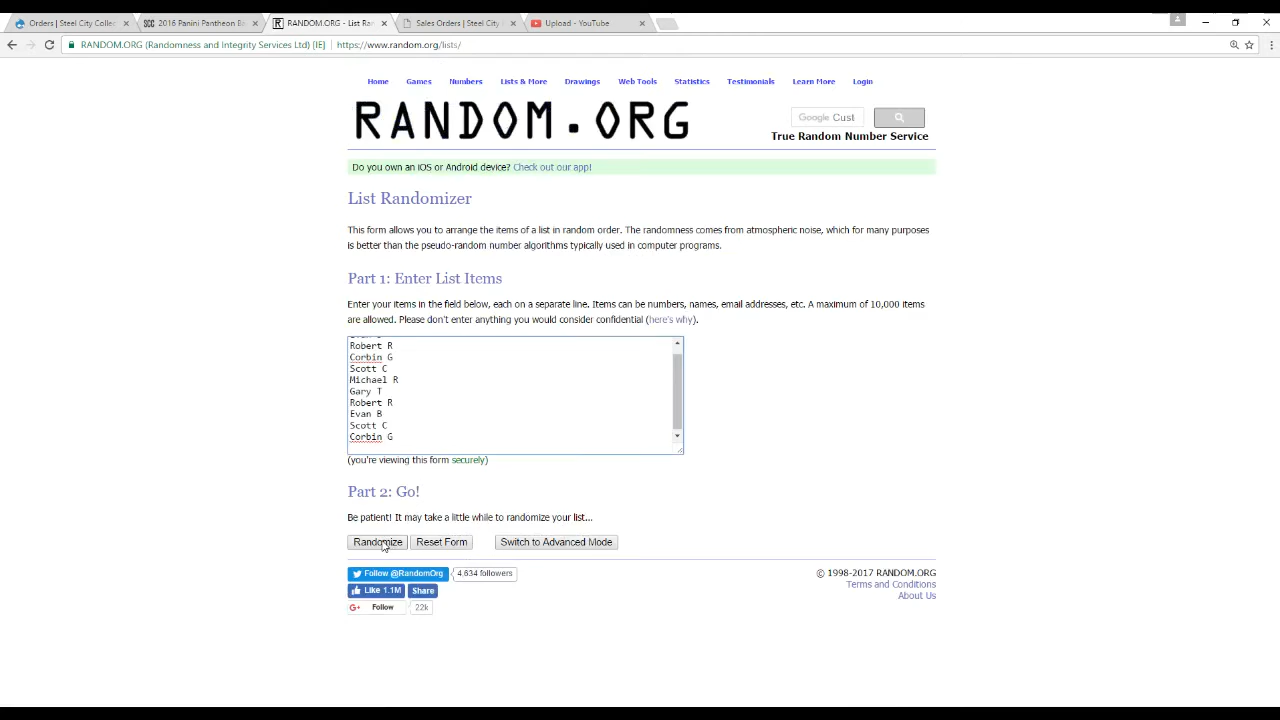 Orders | Steel City Collec
2016 Panini Pantheon B
RANDOM.ORG - List Ran
Sales Orders | Steel City
Upload - YouTube
RANDOM.ORG (Randomness and Integrity Services Ltd) [IE]
https://www.random.org/lists/
Home Games Numbers Lists & More Drawings Web Tools Statistics Testimonials Learn More Login
RANDOM.ORG
Google Cust
True Random Number Service
Do you own an iOS or Android device? Check out our app!
List Randomizer
This form allows you to arrange the items of a list in random order. The randomness comes from atmospheric noise, which for many purposes
is better than the pseudo-random number algorithms typically used in computer programs.
Part 1: Enter List Items
Enter your items in the field below, each on a separate line. Items can be numbers, names, email addresses, etc. A maximum of 10,000 items
are allowed. Please don't enter anything you would consider confidential (here's why).
Robert R
Corbin G
Scott C
Michael R
Gary T
Robert R
Evan B
Scott C
Corbin G
(you're viewing this form securely)
Part 2: Go!
Be patient! It may take a little while to randomize your list...
Randomize Reset Form Switch to Advanced Mode
Follow @RandomOrg 4,634 followers
Like 1.1M Share
G+ Follow 22k
© 1998-2017 RANDOM.ORG
Terms and Conditions
About Us